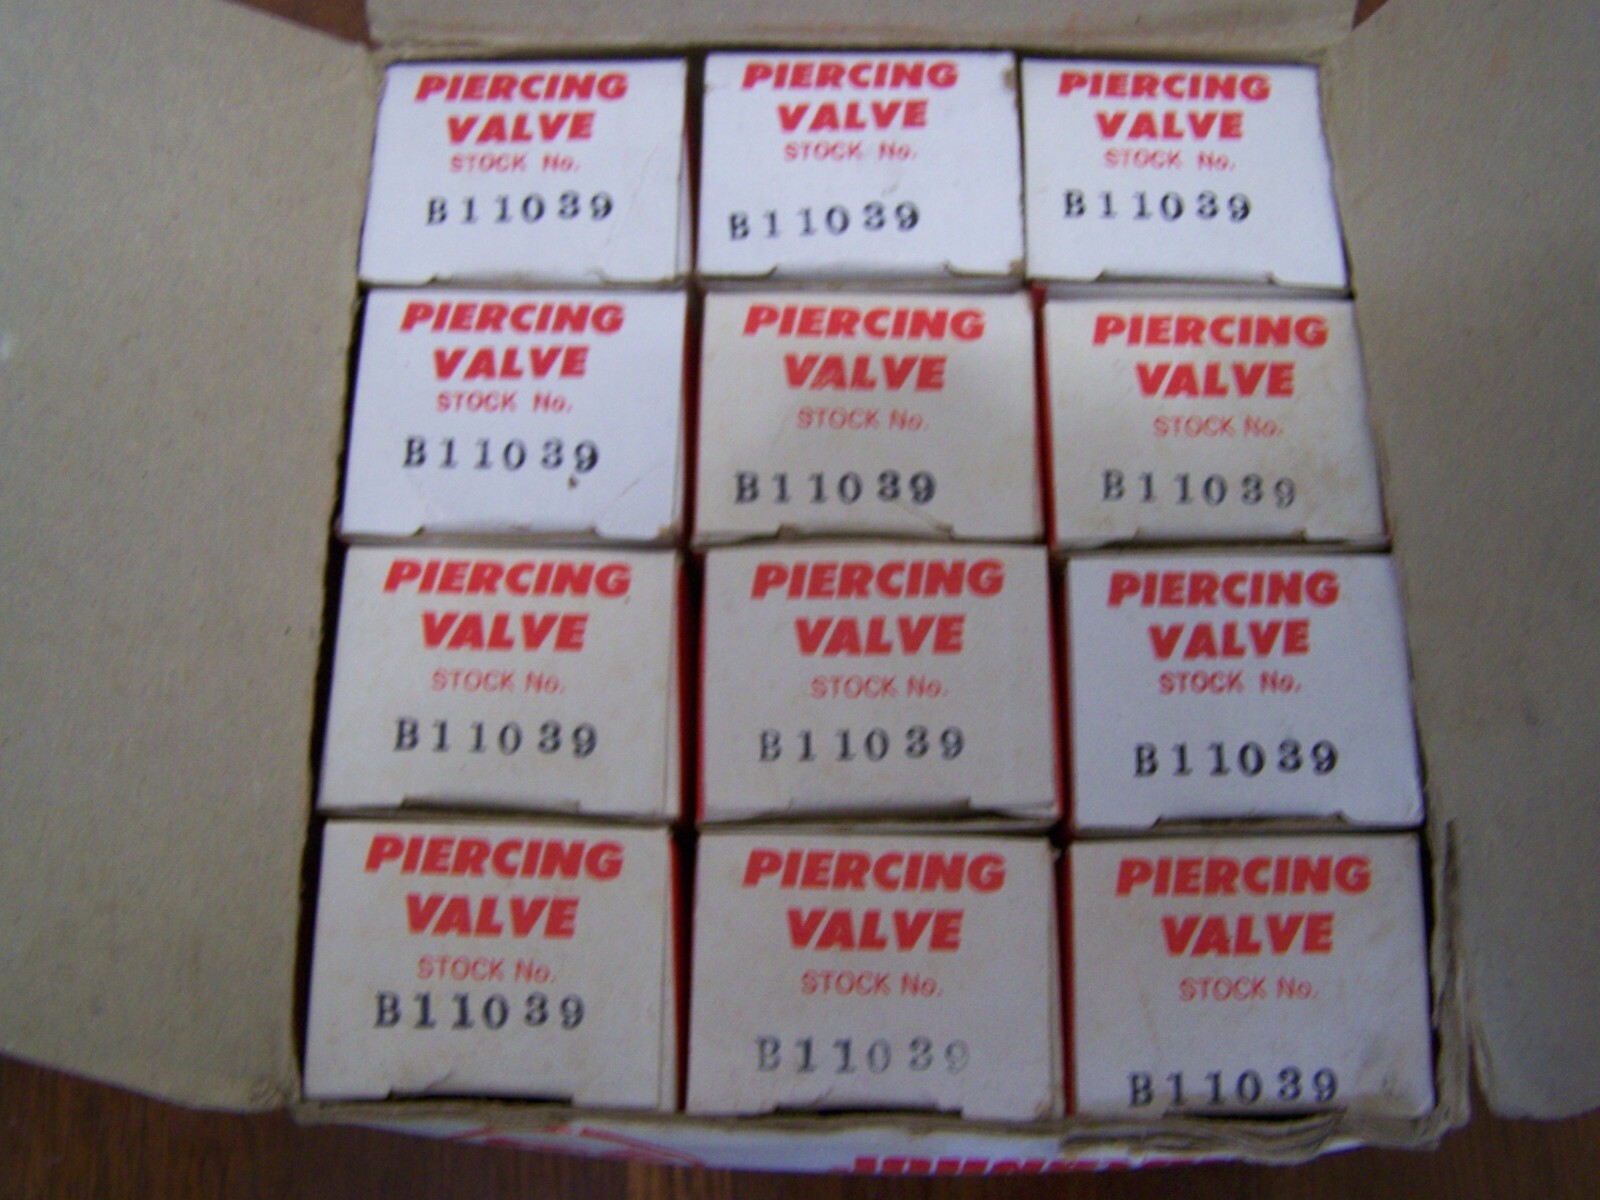 PIERCING
VALVE
STOCK No.
B11039
PIERCING
VALVE
STOCK No.
B11039
PIERCING
VALVE
STOCK No.
B11039
PIERCING
VALVE
STOCK No.
B11039
PIERCING
VALVE
STOCK No.
B11039
PIERCING
VALVE
STOCK No.
B11039
PIERCING
VALVE
STOCK No.
B11039
PIERCING
VALVE
STOCK No.
B11039
PIERCING
VALVE
STOCK No.
B11039
PIERCING
VALVE
STOCK No.
B11039
PIERCING
VALVE
STOCK No.
B11039
PIERCING
VALVE
STOCK No.
B11039